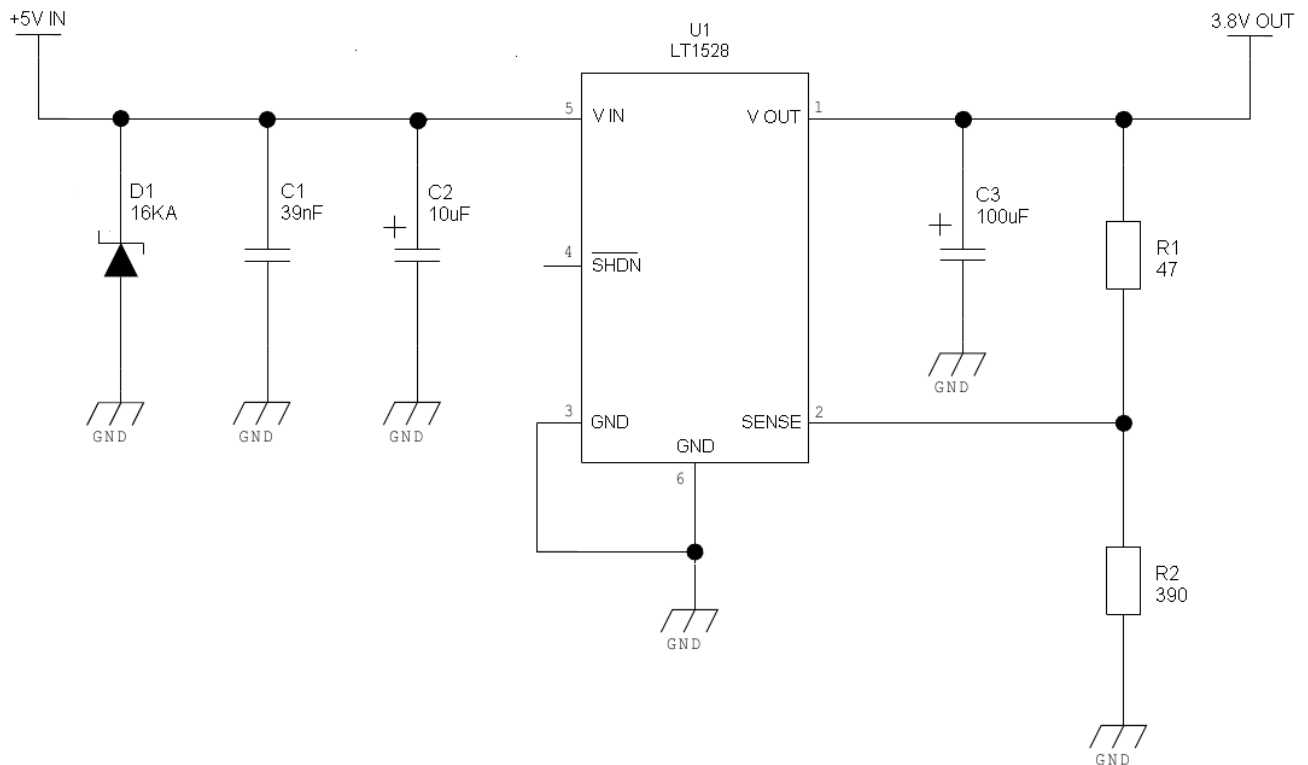 +5V IN
3.8V OUT
U1
LT1528
5
V IN
V OUT
1
D1
16KA
C1
39nF
C2
10uF
+
C3
100uF
+
4
SHDN
R1
47
GND
3
GND
SENSE
2
GND
6
GND
GND
GND
R2
390
GND
GND